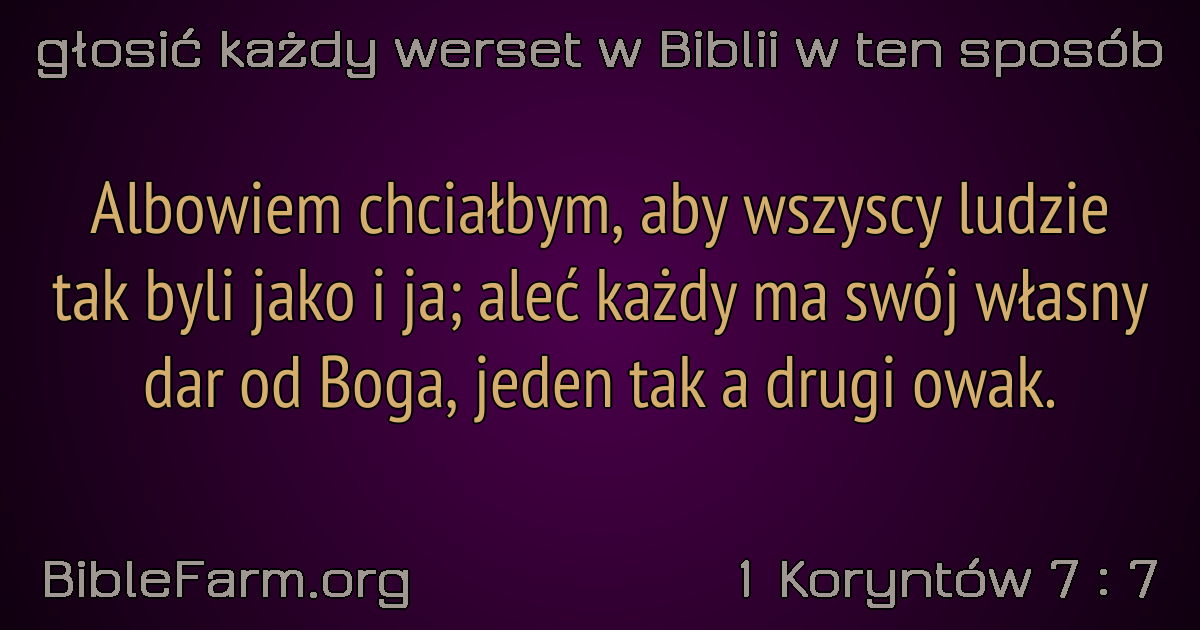 głosić każdy werset w Biblii w ten sposób
Albowiem chciałbym, aby wszyscy ludzie
tak byli jako i ja; aleć każdy ma swój własny
dar od Boga, jeden tak a drugi owak.
BibleFarm.org
1 Koryntów 7 : 7